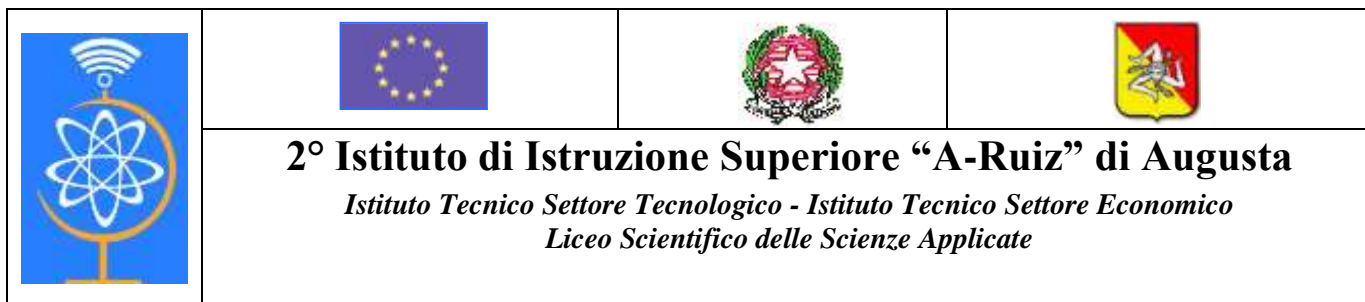 2° Istituto di Istruzione Superiore “A-Ruiz” di Augusta
Istituto Tecnico Settore Tecnologico - Istituto Tecnico Settore Economico
Liceo Scientifico delle Scienze Applicate